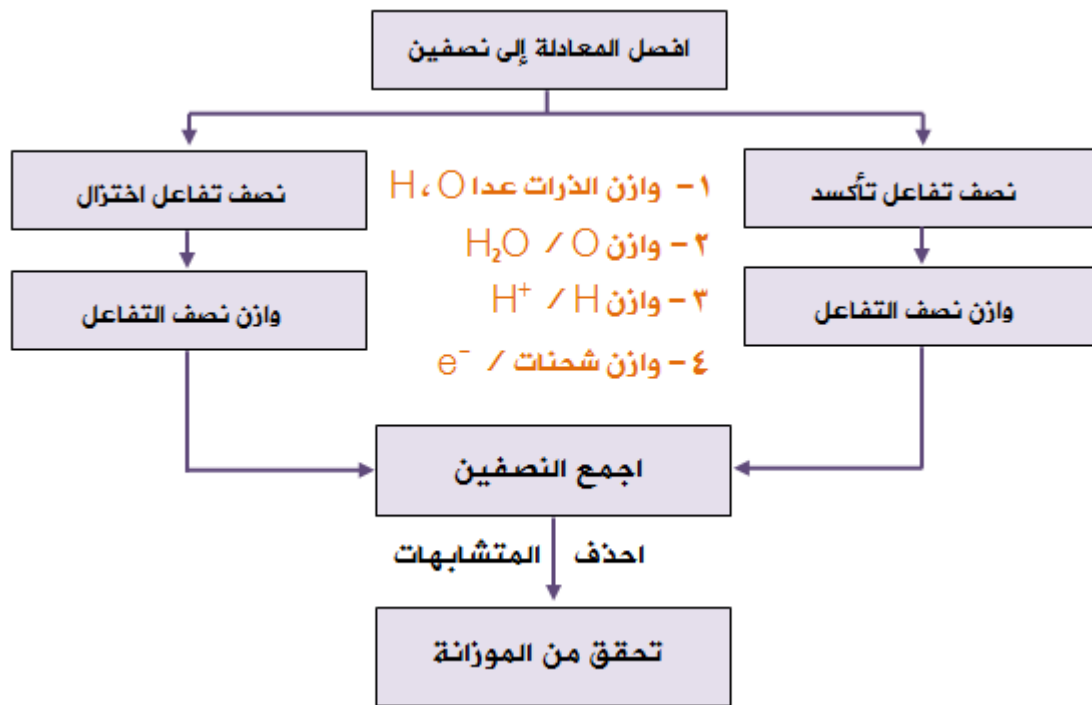 افصل المعادلة إلى نصفين
نصف تفاعل تأكسد
نصف تفاعل اختزال
١- وازن الذرات عدا H،O
٢- وازن H₂O / O
٣- وازن H⁺ / H
٤- وازن شحنات / e⁻
وازن نصف التفاعل
وازن نصف التفاعل
اجمع النصفين
احذف المتشابهات
تحقق من الموزانة